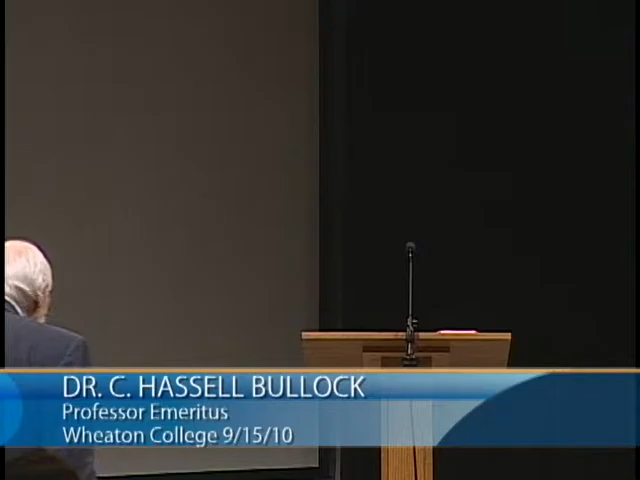 DR. C. HASSELL BULLOCK
Professor Emeritus
Wheaton College 9/15/10